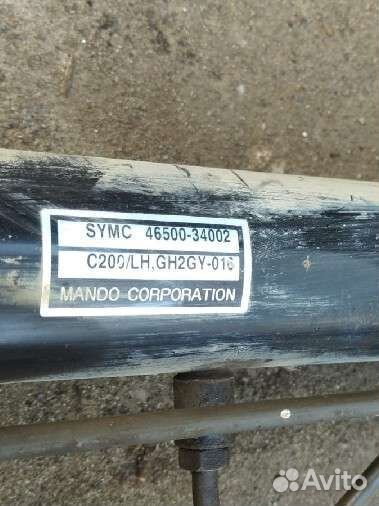 SYMC 46500-34002
C200/LH,GH2GY-016
MANDO CORPORATION
Avito